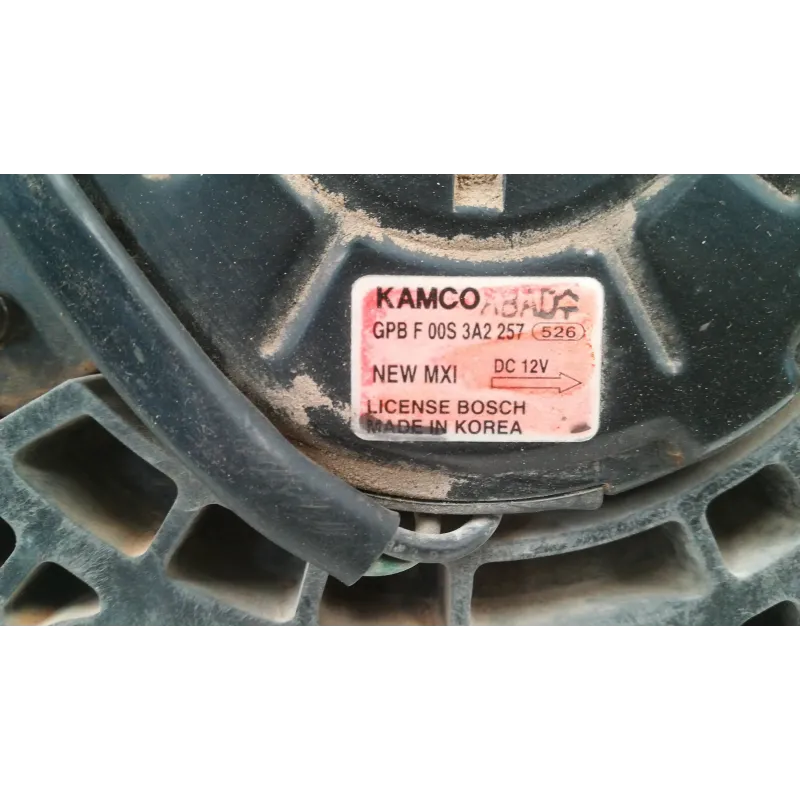 KAMCO
GPB F 00S 3A2 257 526
NEW MXI DC 12V
LICENSE BOSCH
MADE IN KOREA